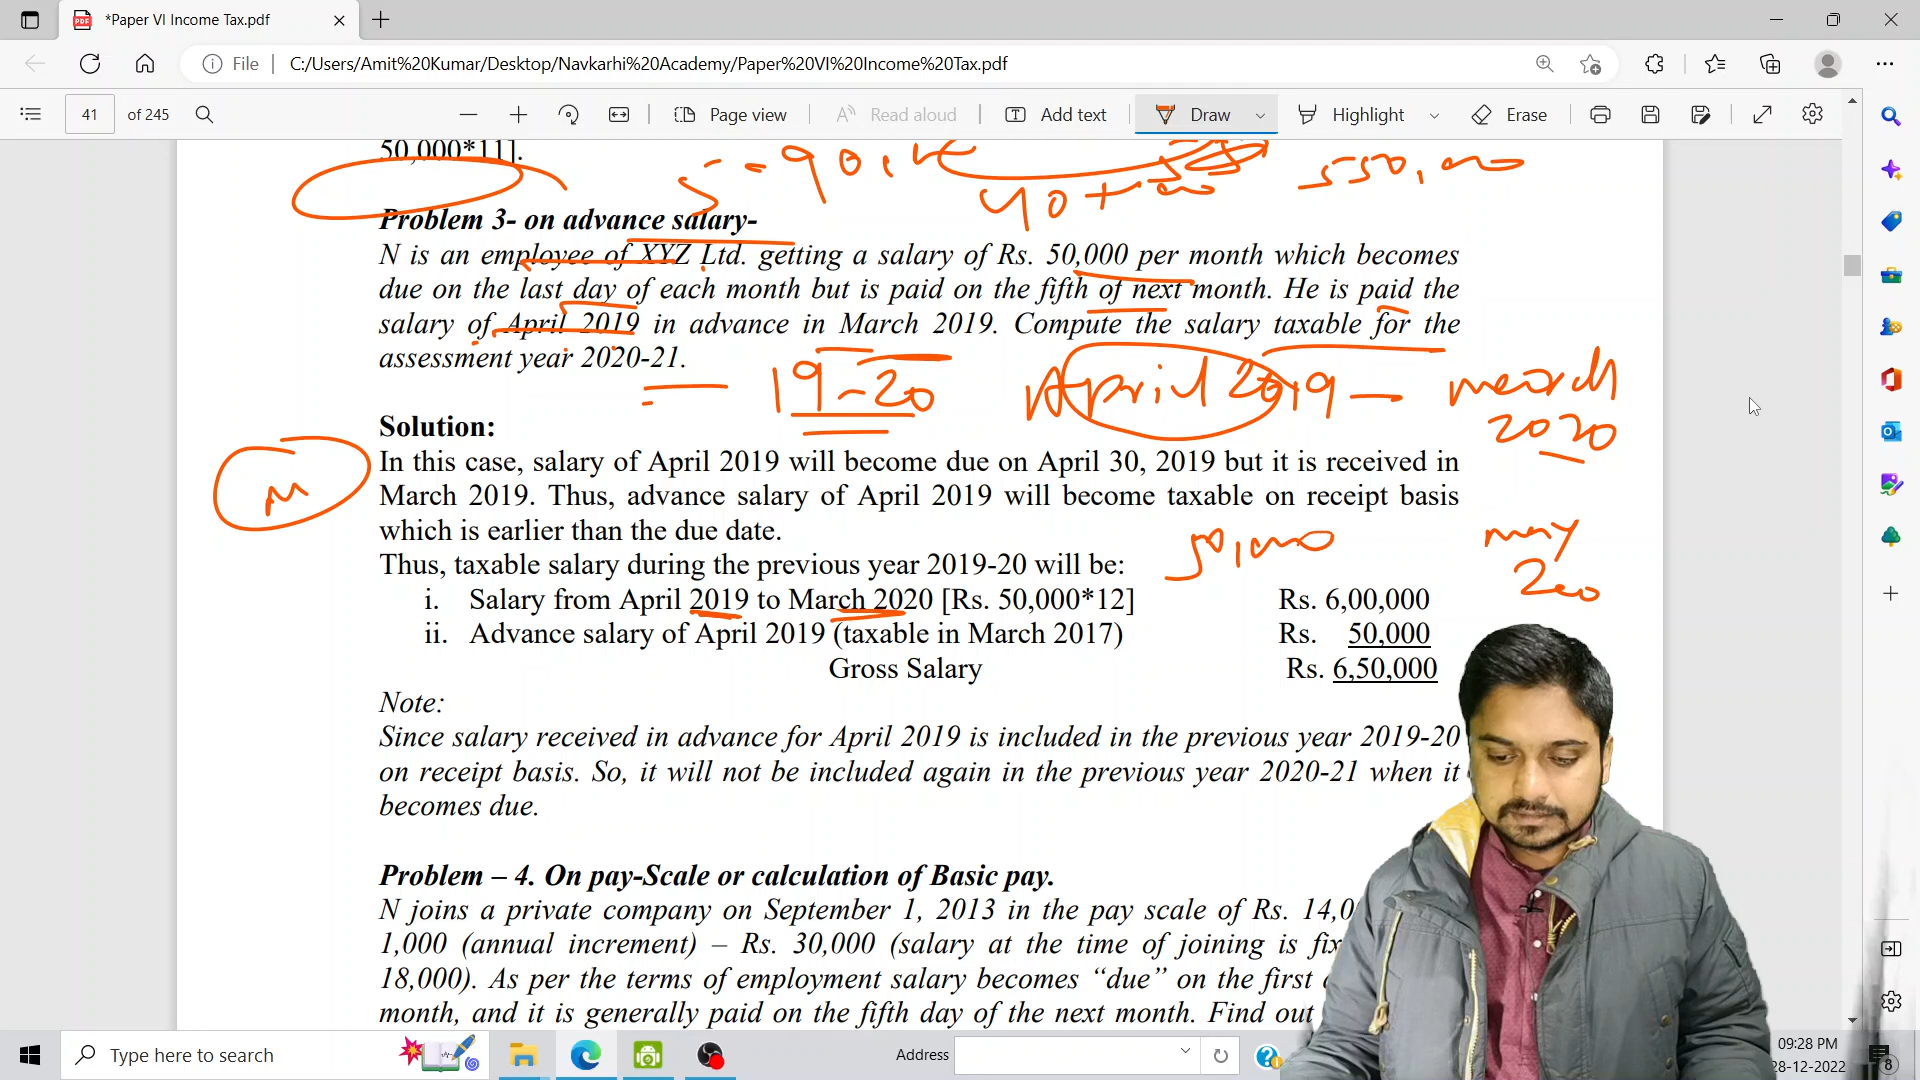 *Paper VI Income Tax.pdf
File
C:/Users/Amit%20Kumar/Desktop/Navkarhi%20Academy/Paper%20VI%20Income%20Tax.pdf
41 of 245
Page view
Read aloud
Add text
Draw
Highlight
Erase
50,000*11].
5 - 90,
40 +
550,000
Problem 3- on advance salary-
N is an employee of XYZ Ltd. getting a salary of Rs. 50,000 per month which becomes
due on the last day of each month but is paid on the fifth of next month. He is paid the
salary of April 2019 in advance in March 2019. Compute the salary taxable for the
assessment year 2020-21.
19-20 April 2019 — march
2020
Solution:
In this case, salary of April 2019 will become due on April 30, 2019 but it is received in
N
March 2019. Thus, advance salary of April 2019 will become taxable on receipt basis
which is earlier than the due date.
50,000
may
Thus, taxable salary during the previous year 2019-20 will be:
i. Salary from April 2019 to March 2020 [Rs. 50,000*12] Rs. 6,00,000
ii. Advance salary of April 2019 (taxable in March 2017) Rs. 50,000
Gross Salary Rs. 6,50,000
Note:
Since salary received in advance for April 2019 is included in the previous year 2019-20
on receipt basis. So, it will not be included again in the previous year 2020-21 when it
becomes due.
Problem – 4. On pay-Scale or calculation of Basic pay.
N joins a private company on September 1, 2013 in the pay scale of Rs. 14,0
1,000 (annual increment) – Rs. 30,000 (salary at the time of joining is fix
18,000). As per the terms of employment salary becomes “due” on the first
month, and it is generally paid on the fifth day of the next month. Find out
Type here to search
Address
09:28 PM
28-12-2022
8